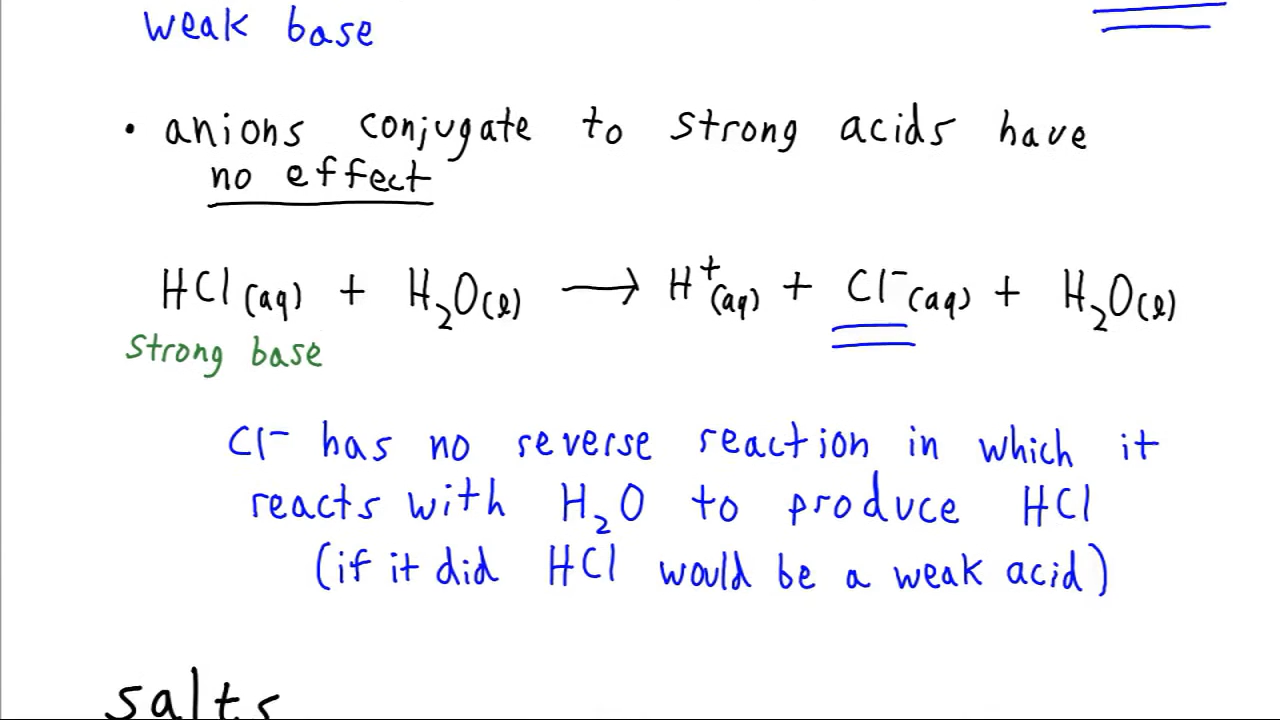 weak base
• anions conjugate to strong acids have
no effect
HCl(aq) + H₂O(l) → H⁺(aq) + Cl⁻(aq) + H₂O(l)
strong base
Cl⁻ has no reverse reaction in which it
reacts with H₂O to produce HCl
(if it did HCl would be a weak acid)
salts